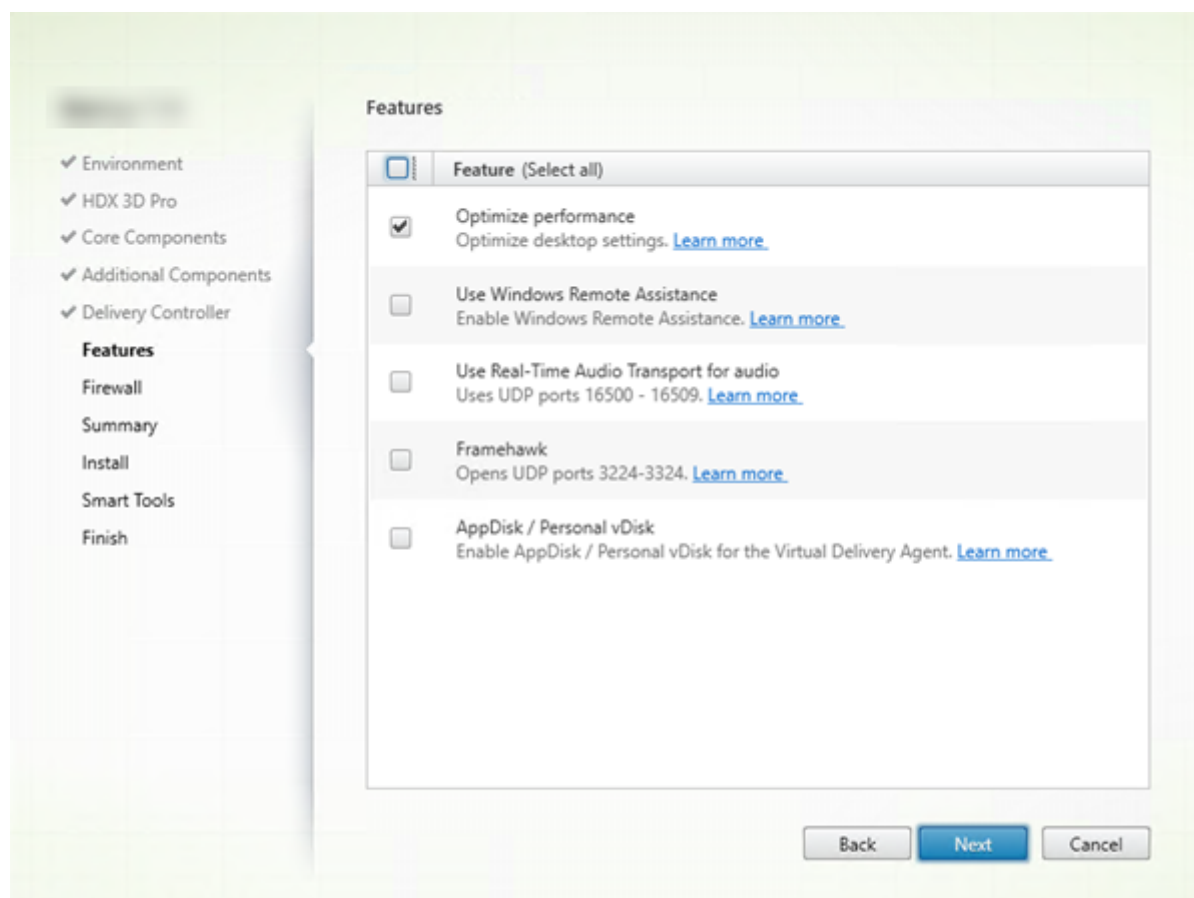 Features
Environment
HDX 3D Pro
Core Components
Additional Components
Delivery Controller
Features
Firewall
Summary
Install
Smart Tools
Finish
Feature (Select all)
Optimize performance
Optimize desktop settings. Learn more
Use Windows Remote Assistance
Enable Windows Remote Assistance. Learn more
Use Real-Time Audio Transport for audio
Uses UDP ports 16500 - 16509. Learn more
Framehawk
Opens UDP ports 3224-3324. Learn more
AppDisk / Personal vDisk
Enable AppDisk / Personal vDisk for the Virtual Delivery Agent. Learn more
Back
Next
Cancel